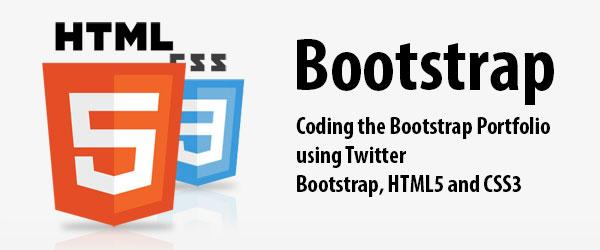 HTML
CSS
5
3
Bootstrap
Coding the Bootstrap Portfolio
using Twitter
Bootstrap, HTML5 and CSS3